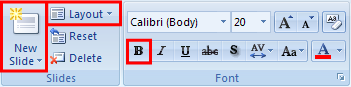 New
Slide
Layout
Reset
Delete
Slides
Calibri (Body) 20 A A
B I U abc S AV Aa A
Font